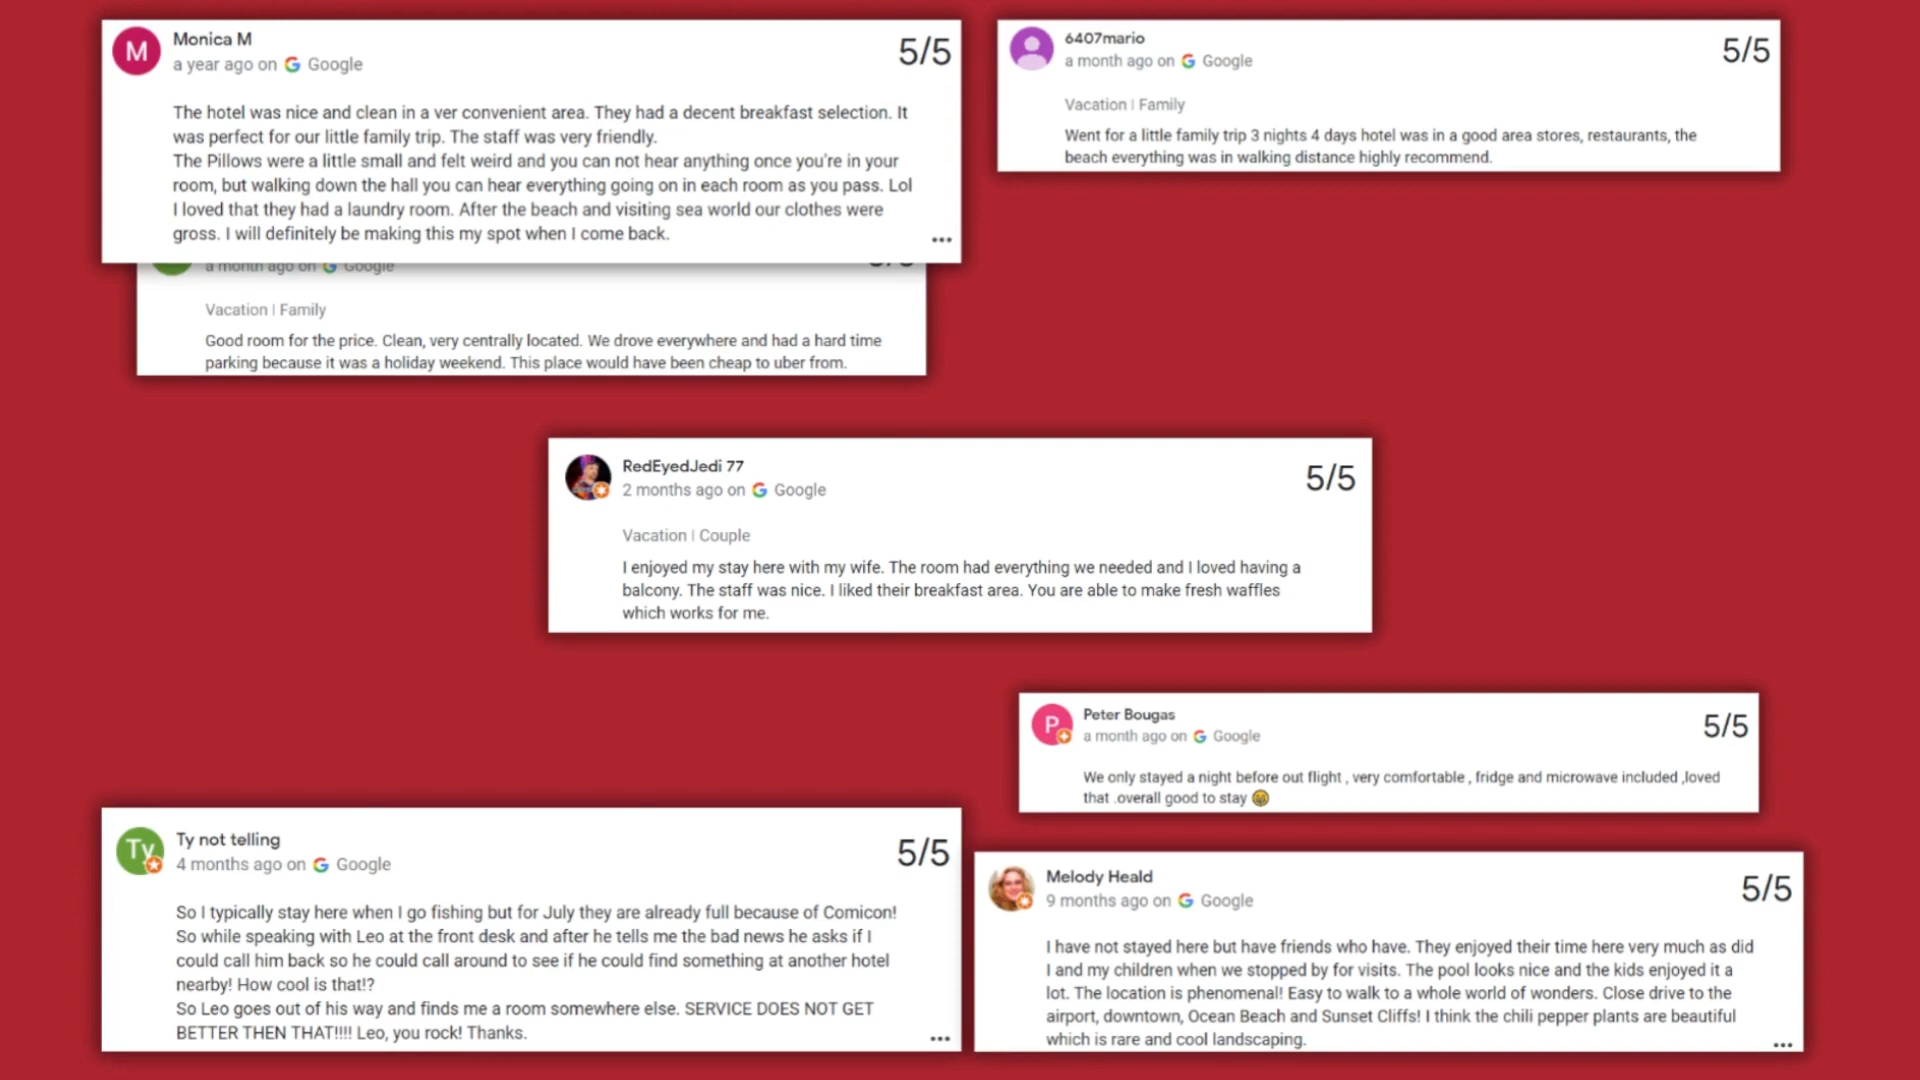 M
Monica M
a year ago on G Google
5/5
The hotel was nice and clean in a ver convenient area. They had a decent breakfast selection. It
was perfect for our little family trip. The staff was very friendly.
The Pillows were a little small and felt weird and you can not hear anything once you're in your
room, but walking down the hall you can hear everything going on in each room as you pass. Lol
I loved that they had a laundry room. After the beach and visiting sea world our clothes were
gross. I will definitely be making this my spot when I come back.
6407mario
a month ago on G Google
5/5
Vacation | Family
Went for a little family trip 3 nights 4 days hotel was in a good area stores, restaurants, the
beach everything was in walking distance highly recommend.
a month ago on G Google
Vacation | Family
Good room for the price. Clean, very centrally located. We drove everywhere and had a hard time
parking because it was a holiday weekend. This place would have been cheap to uber from.
RedEyedJedi 77
2 months ago on G Google
5/5
Vacation | Couple
I enjoyed my stay here with my wife. The room had everything we needed and I loved having a
balcony. The staff was nice. I liked their breakfast area. You are able to make fresh waffles
which works for me.
P
Peter Bougas
a month ago on G Google
5/5
We only stayed a night before out flight , very comfortable , fridge and microwave included ,loved
that .overall good to stay 😁
Ty
Ty not telling
4 months ago on G Google
5/5
So I typically stay here when I go fishing but for July they are already full because of Comicon!
So while speaking with Leo at the front desk and after he tells me the bad news he asks if I
could call him back so he could call around to see if he could find something at another hotel
nearby! How cool is that!?
So Leo goes out of his way and finds me a room somewhere else. SERVICE DOES NOT GET
BETTER THEN THAT!!!! Leo, you rock! Thanks.
Melody Heald
9 months ago on G Google
5/5
I have not stayed here but have friends who have. They enjoyed their time here very much as did
I and my children when we stopped by for visits. The pool looks nice and the kids enjoyed it a
lot. The location is phenomenal! Easy to walk to a whole world of wonders. Close drive to the
airport, downtown, Ocean Beach and Sunset Cliffs! I think the chili pepper plants are beautiful
which is rare and cool landscaping.